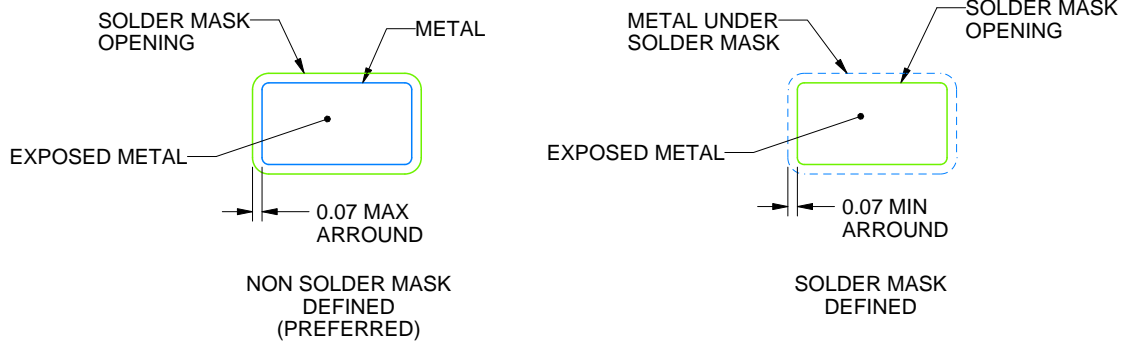 SOLDER MASK
OPENING
METAL
EXPOSED METAL
0.07 MAX
ARROUND
NON SOLDER MASK
DEFINED
(PREFERRED)
METAL UNDER
SOLDER MASK
SOLDER MASK
OPENING
EXPOSED METAL
0.07 MIN
ARROUND
SOLDER MASK
DEFINED